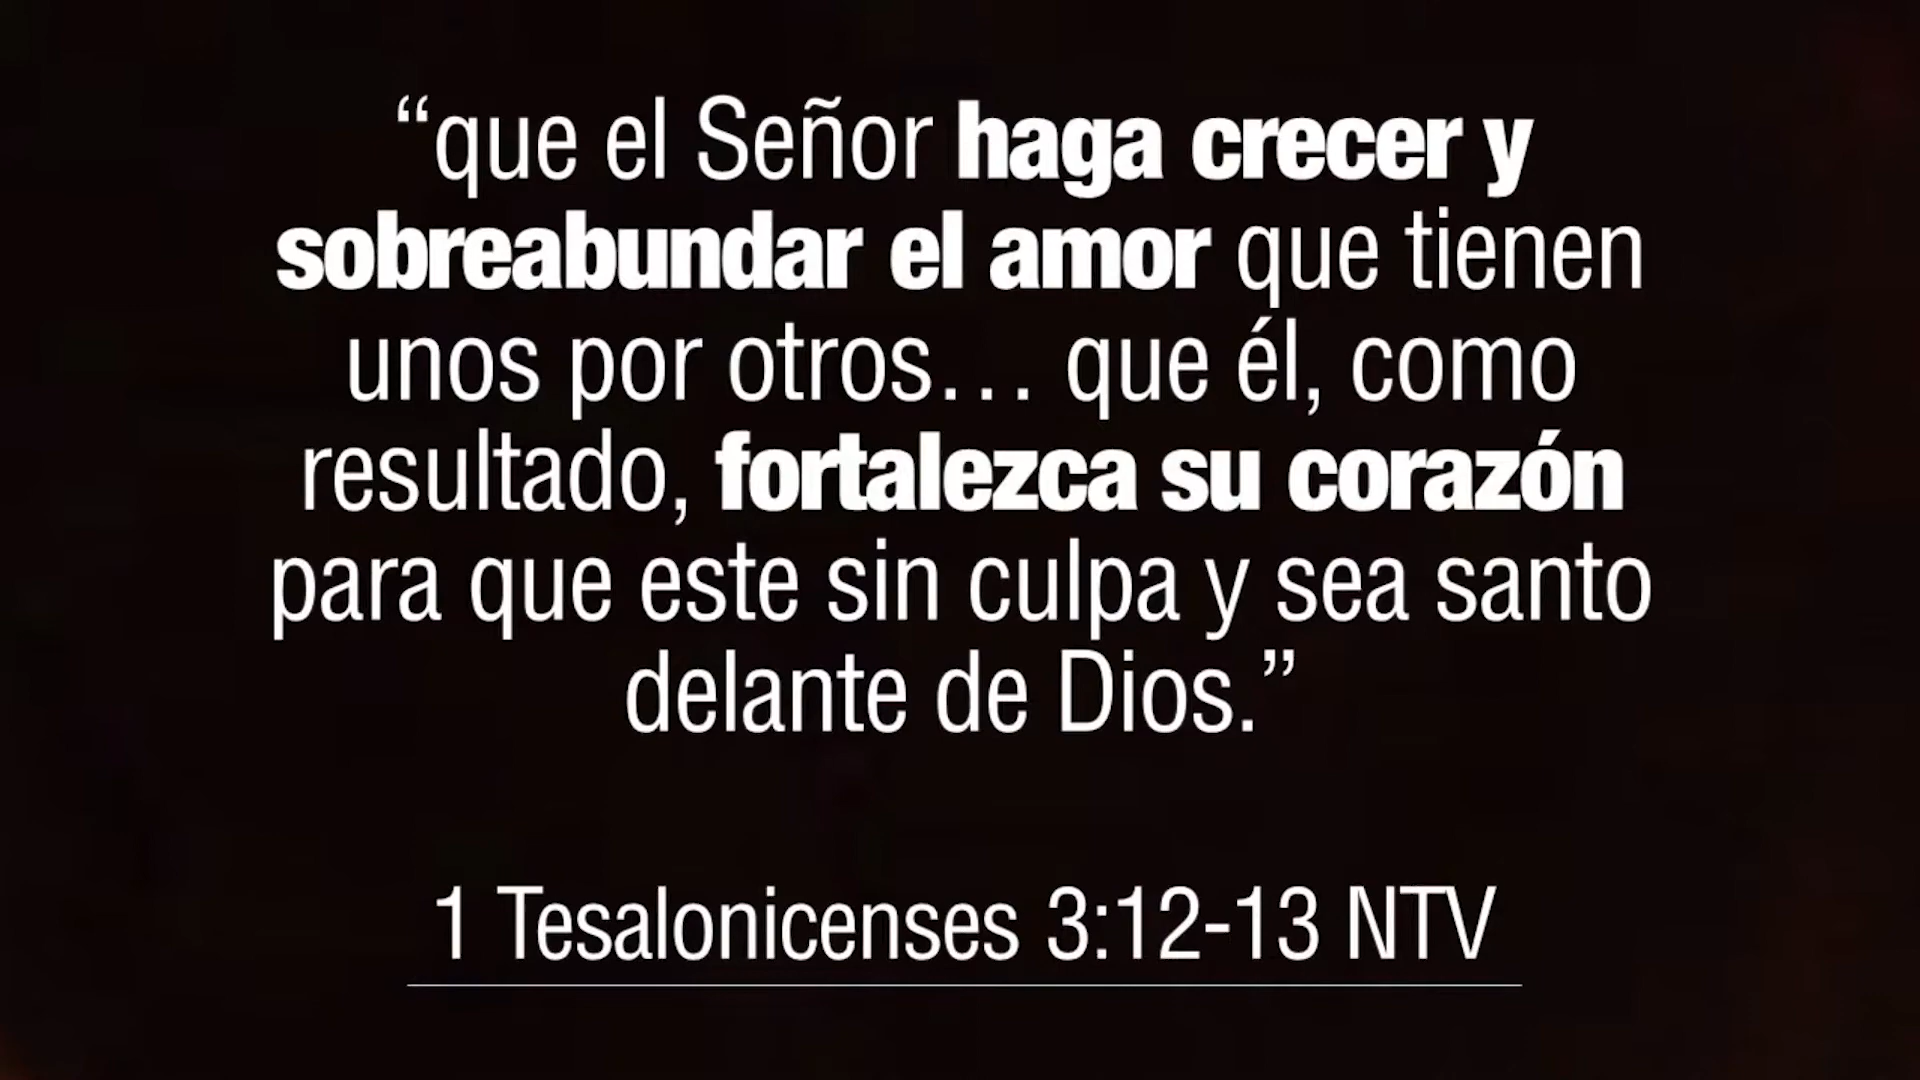 “que el Señor haga crecer y
sobreabundar el amor que tienen
unos por otros… que él, como
resultado, fortalezca su corazón
para que este sin culpa y sea santo
delante de Dios.”
1 Tesalonicenses 3:12-13 NTV